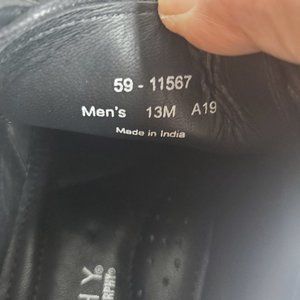 59 - 11567
Men's 13M A19
Made in India
H Y